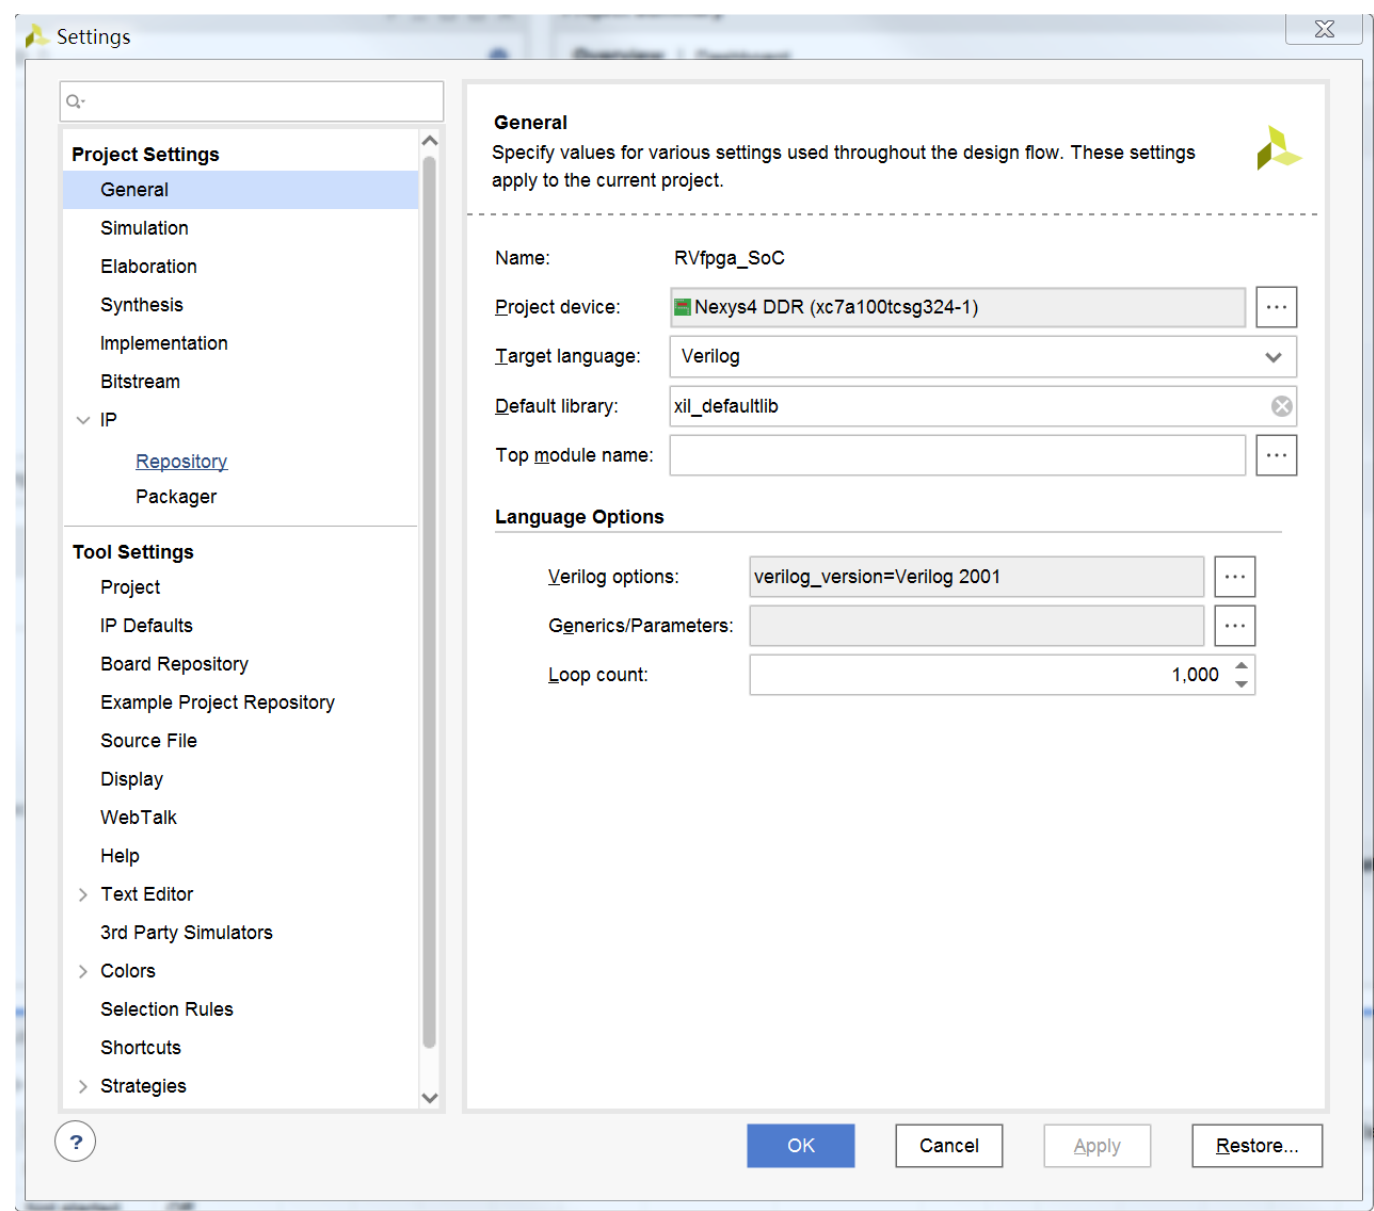 Settings
Overview | Dashboard
Project Settings
General
Simulation
Elaboration
Synthesis
Implementation
Bitstream
IP
Repository
Packager
Tool Settings
Project
IP Defaults
Board Repository
Example Project Repository
Source File
Display
WebTalk
Help
Text Editor
3rd Party Simulators
Colors
Selection Rules
Shortcuts
Strategies
General
Specify values for various settings used throughout the design flow. These settings
apply to the current project.
Name: RVfpga_SoC
Project device: Nexys4 DDR (xc7a100tcsg324-1) ...
Target language: Verilog
Default library: xil_defaultlib
Top module name: ...
Language Options
Verilog options: verilog_version=Verilog 2001 ...
Generics/Parameters: ...
Loop count: 1,000
?
OK Cancel Apply Restore...